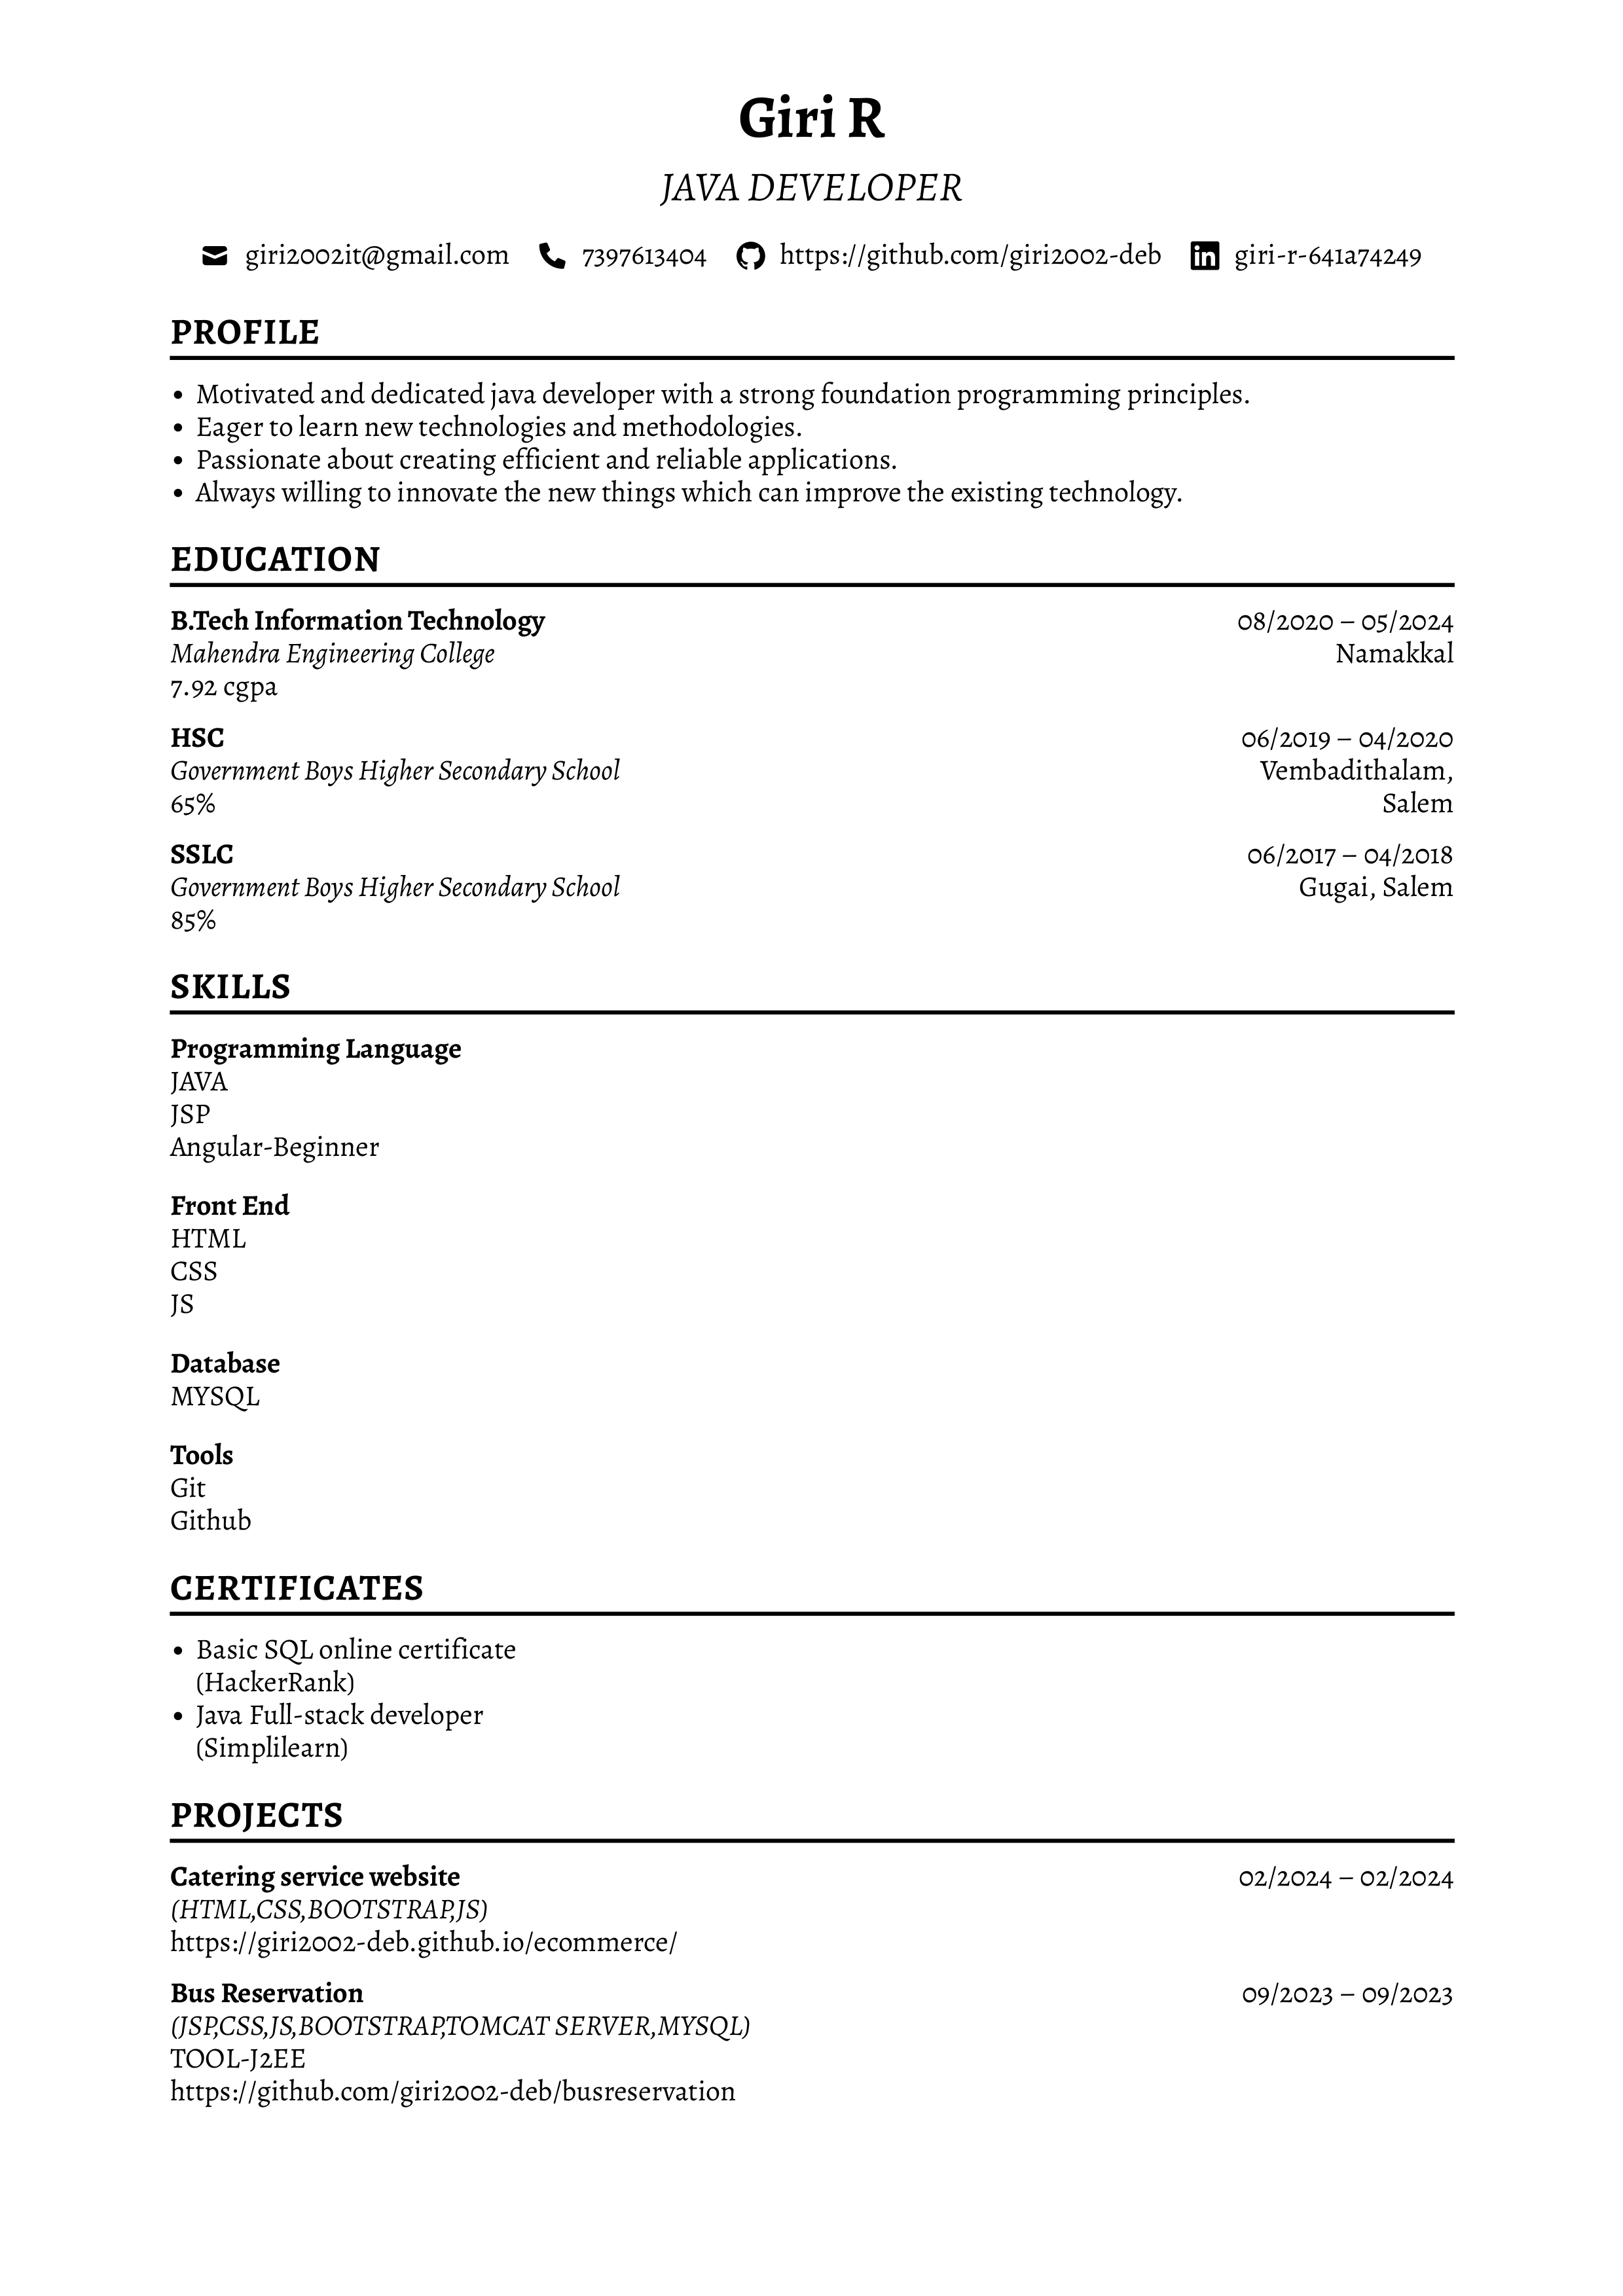 Giri R
JAVA DEVELOPER
giri2002it@gmail.com 7397613404 https://github.com/giri2002-deb giri-r-641a74249
PROFILE
• Motivated and dedicated java developer with a strong foundation programming principles.
• Eager to learn new technologies and methodologies.
• Passionate about creating efficient and reliable applications.
• Always willing to innovate the new things which can improve the existing technology.
EDUCATION
B.Tech Information Technology 08/2020 – 05/2024
Mahendra Engineering College Namakkal
7.92 cgpa
HSC 06/2019 – 04/2020
Government Boys Higher Secondary School Vembadithalam,
65% Salem
SSLC 06/2017 – 04/2018
Government Boys Higher Secondary School Gugai, Salem
85%
SKILLS
Programming Language
JAVA
JSP
Angular-Beginner
Front End
HTML
CSS
JS
Database
MYSQL
Tools
Git
Github
CERTIFICATES
• Basic SQL online certificate
(HackerRank)
• Java Full-stack developer
(Simplilearn)
PROJECTS
Catering service website 02/2024 – 02/2024
(HTML,CSS,BOOTSTRAP,JS)
https://giri2002-deb.github.io/ecommerce/
Bus Reservation 09/2023 – 09/2023
(JSP,CSS,JS,BOOTSTRAP,TOMCAT SERVER,MYSQL)
TOOL-J2EE
https://github.com/giri2002-deb/busreservation